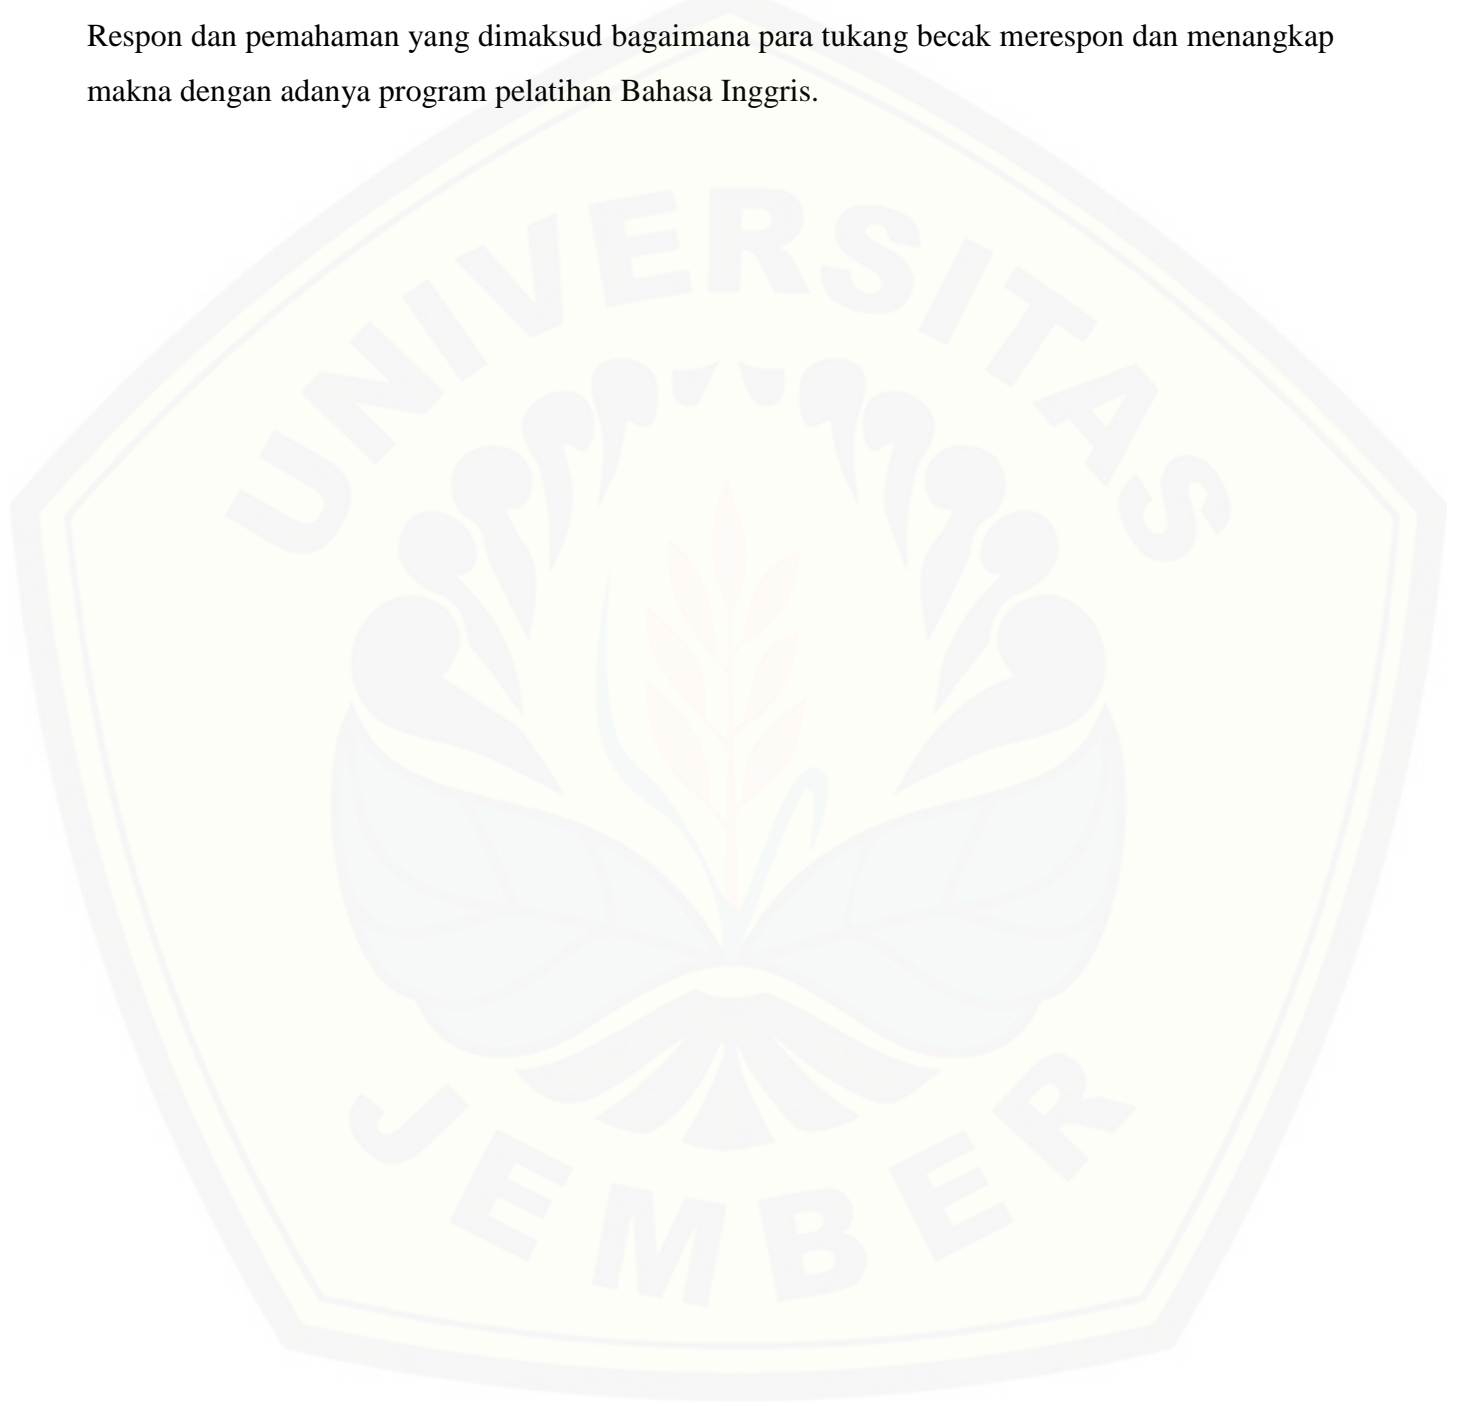 Respon dan pemahaman yang dimaksud bagaimana para tukang becak merespon dan menangkap
makna dengan adanya program pelatihan Bahasa Inggris.
UNIVERSITAS
JEMBER